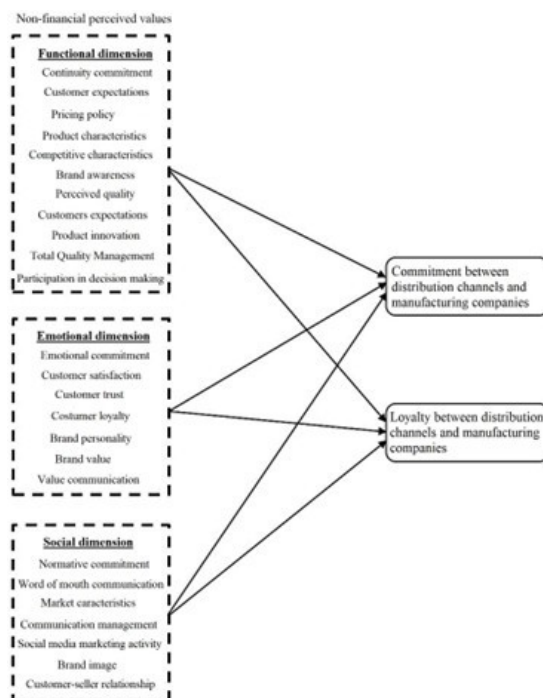 Non-financial perceived values
Functional dimension
Continuity commitment
Customer expectations
Pricing policy
Product characteristics
Competitive characteristics
Brand awareness
Perceived quality
Customers expectations
Product innovation
Total Quality Management
Participation in decision making
Emotional dimension
Emotional commitment
Customer satisfaction
Customer trust
Costumer loyalty
Brand personality
Brand value
Value communication
Social dimension
Normative commitment
Word of mouth communication
Market caracteristics
Communication management
Social media marketing activity
Brand image
Customer-seller relationship
Commitment between
distribution channels and
manufacturing companies
Loyalty between distribution
channels and manufacturing
companies